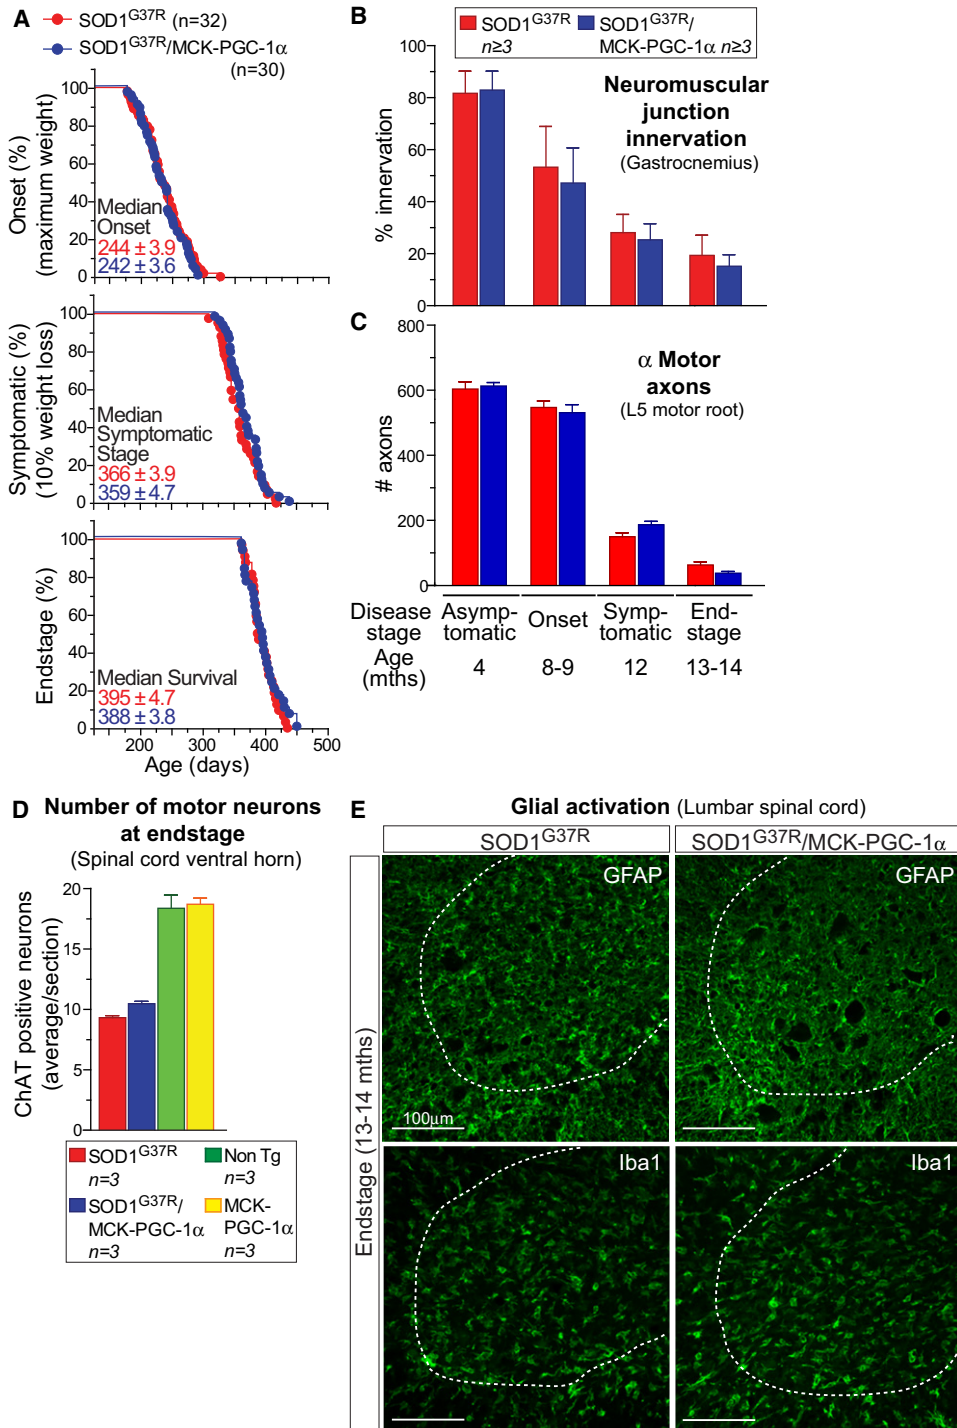 A
SOD1G37R (n=32)
SOD1G37R/MCK-PGC-1α
(n=30)
Onset (%)
(maximum weight)
100
80
60
40
20
0
Median
Onset
244 ± 3.9
242 ± 3.6
Symptomatic (%)
(10% weight loss)
100
80
60
40
20
0
Median
Symptomatic
Stage
366 ± 3.9
359 ± 4.7
Endstage (%)
100
80
60
40
20
0
Median Survival
395 ± 4.7
388 ± 3.8
200 300 400 500
Age (days)
B
SOD1G37R
n≥3
SOD1G37R/
MCK-PGC-1α n≥3
% innervation
100
80
60
40
20
0
Neuromuscular
junction
innervation
(Gastrocnemius)
C
# axons
800
600
400
200
0
α Motor
axons
(L5 motor root)
Disease
stage
Asymp-
tomatic
Onset
Symp-
tomatic
End-
stage
Age
(mths)
4
8-9
12
13-14
D Number of motor neurons
at endstage
(Spinal cord ventral horn)
ChAT positive neurons
(average/section)
20
15
10
5
0
SOD1G37R
n=3
Non Tg
n=3
SOD1G37R/
MCK-PGC-1α
n=3
MCK-
PGC-1α
n=3
E Glial activation (Lumbar spinal cord)
SOD1G37R
SOD1G37R/MCK-PGC-1α
Endstage (13-14 mths)
GFAP
GFAP
100μm
Iba1
Iba1